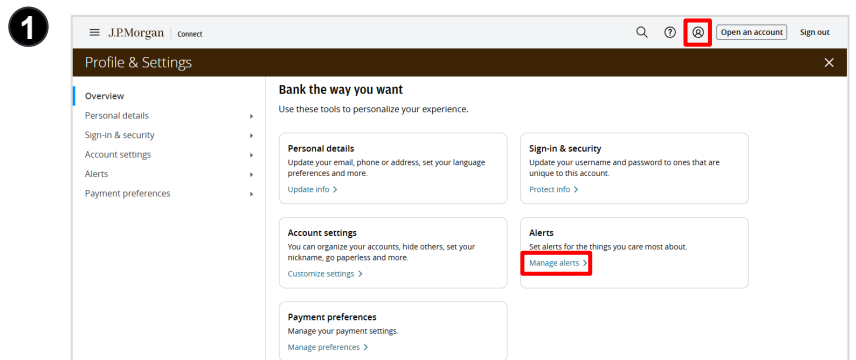 1
J.P.Morgan | Connect
Open an account
Sign out
Profile & Settings
Overview
Personal details
Sign-in & security
Account settings
Alerts
Payment preferences
Bank the way you want
Use these tools to personalize your experience.
Personal details
Update your email, phone or address, set your language
preferences and more.
Update info >
Sign-in & security
Update your username and password to ones that are
unique to this account.
Protect info >
Account settings
You can organize your accounts, hide others, set your
nickname, go paperless and more.
Customize settings >
Alerts
Set alerts for the things you care most about.
Manage alerts >
Payment preferences
Manage your payment settings.
Manage preferences >